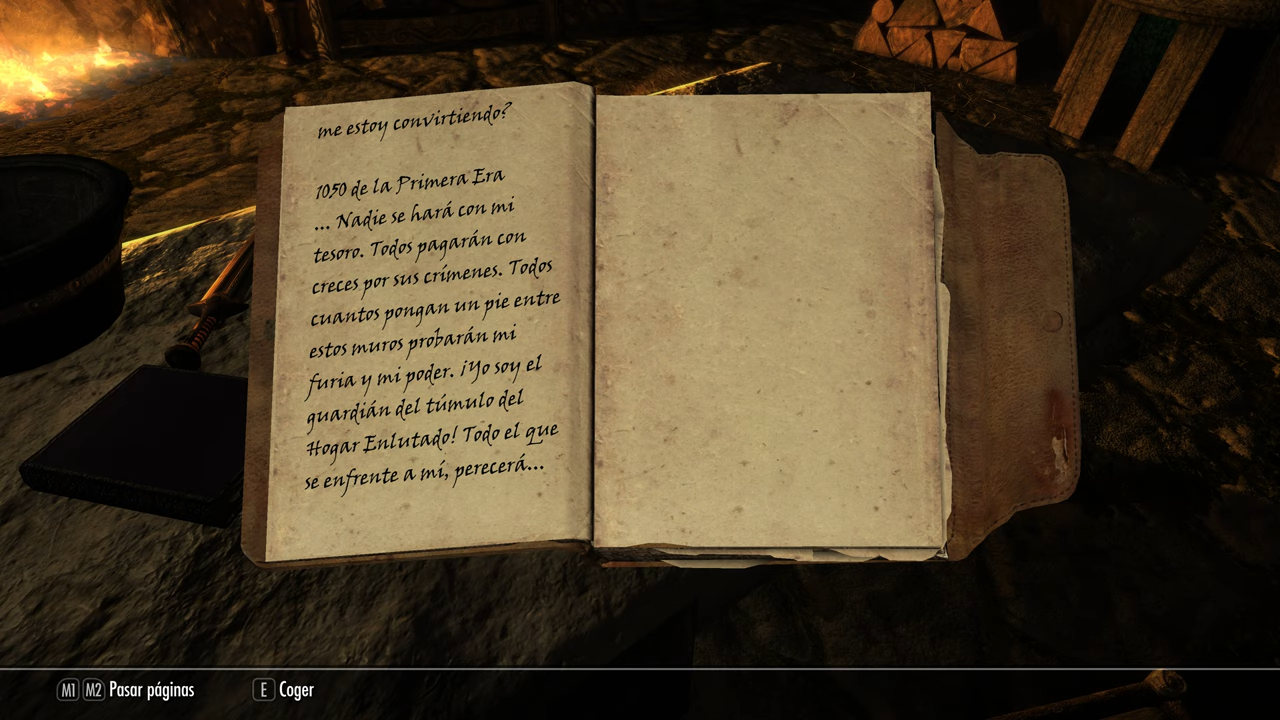 me estoy convirtiendo?
1050 de la Primera Era
... Nadie se hará con mi
tesoro. Todos pagarán con
creces por sus crímenes. Todos
cuantos pongan un pie entre
estos muros probarán mi
furia y mi poder. ¡Yo soy el
guardián del túmulo del
Hogar Enlutado! Todo el que
se enfrente a mí, perecerá...
M1 M2 Pasar páginas
E Coger